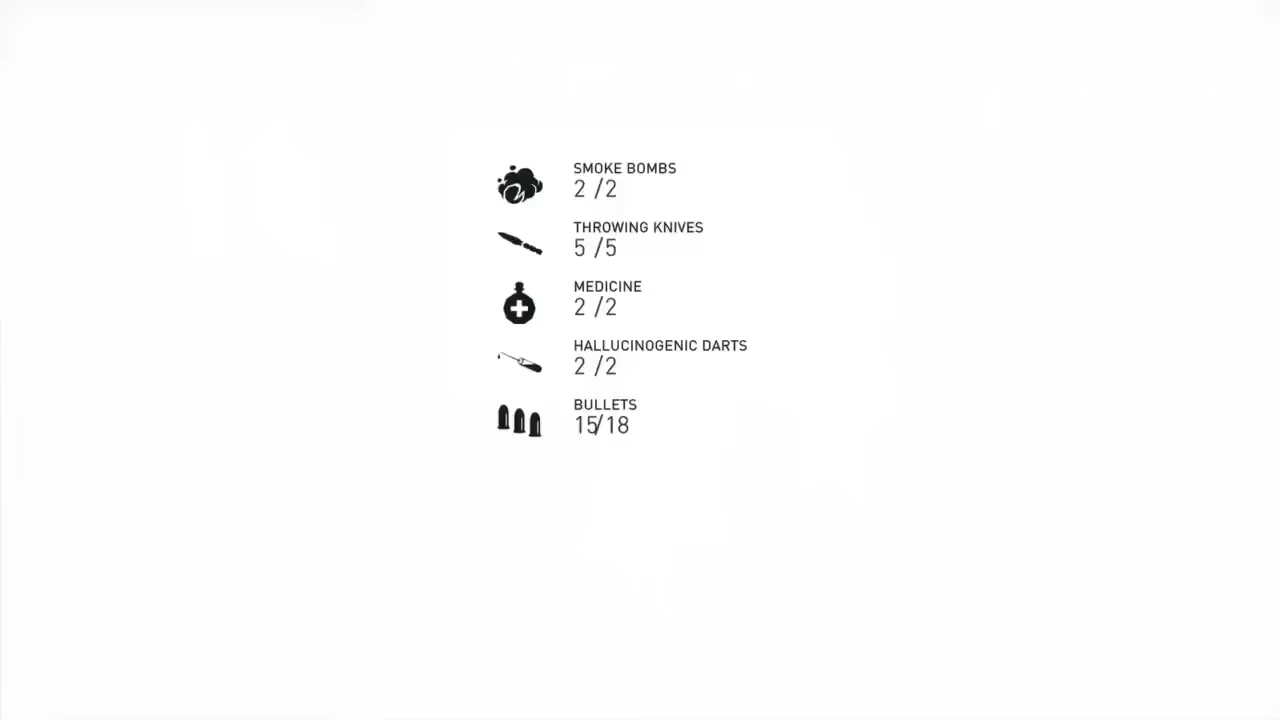 SMOKE BOMBS
2 /2
THROWING KNIVES
5 /5
MEDICINE
2 /2
HALLUCINOGENIC DARTS
2 /2
BULLETS
15/18